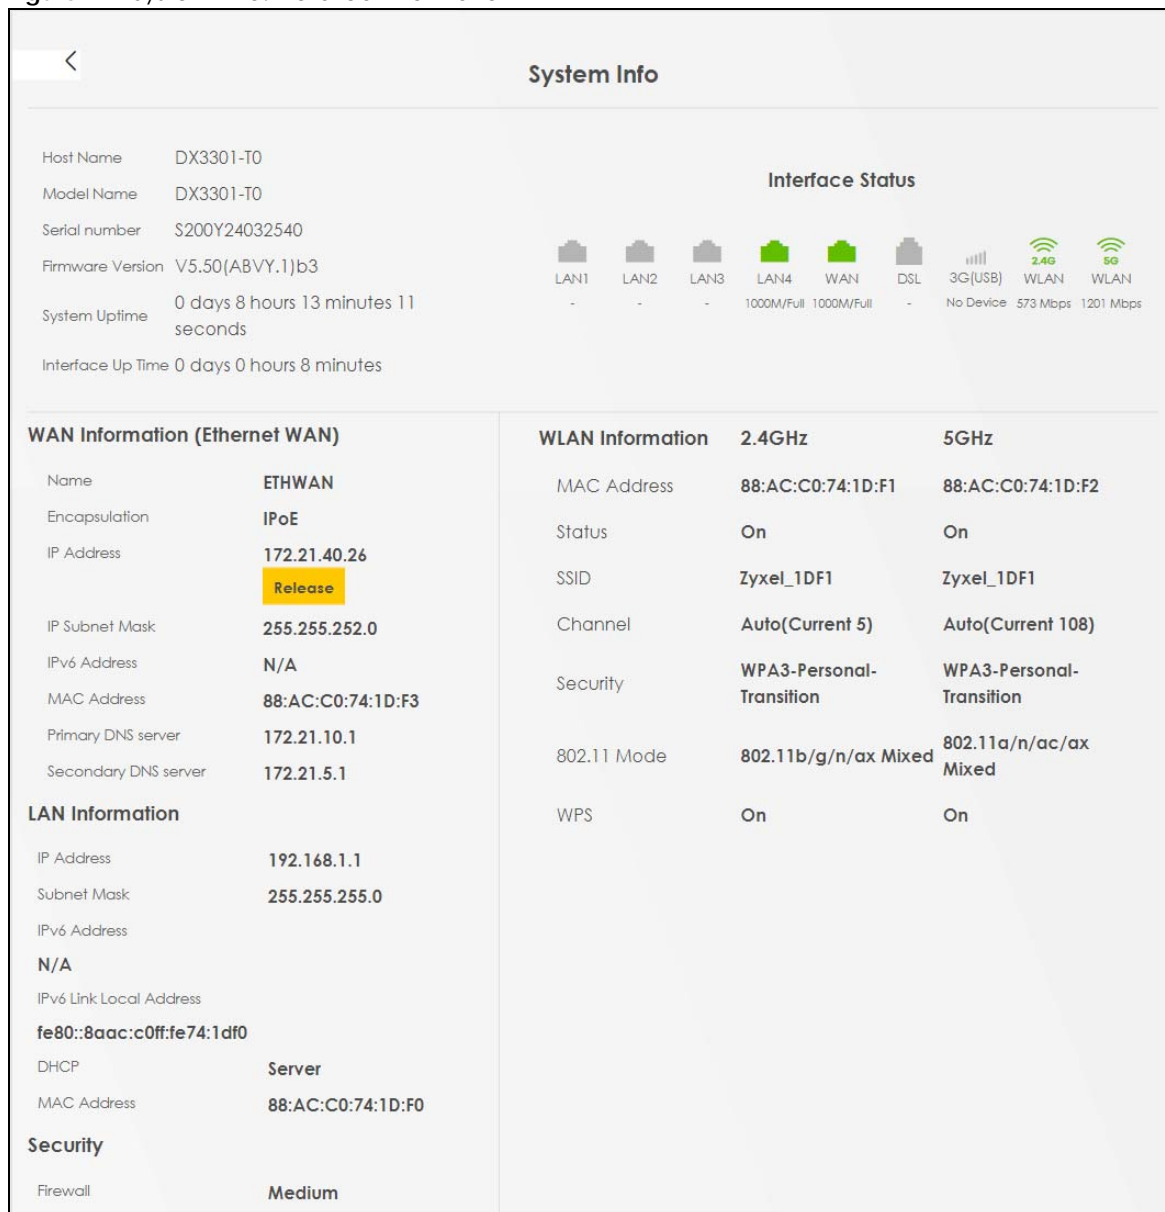 System Info
Host Name DX3301-T0
Model Name DX3301-T0
Serial number S200Y24032540
Firmware Version V5.50(ABVY.1)b3
System Uptime 0 days 8 hours 13 minutes 11
seconds
Interface Up Time 0 days 0 hours 8 minutes
Interface Status
2.4G 5G
LAN1 LAN2 LAN3 LAN4 WAN DSL 3G(USB) WLAN WLAN
- - - 1000M/Full 1000M/Full - No Device 573 Mbps 1201 Mbps
WAN Information (Ethernet WAN)
Name ETHWAN
Encapsulation IPoE
IP Address 172.21.40.26
Release
IP Subnet Mask 255.255.252.0
IPv6 Address N/A
MAC Address 88:AC:C0:74:1D:F3
Primary DNS server 172.21.10.1
Secondary DNS server 172.21.5.1
LAN Information
IP Address 192.168.1.1
Subnet Mask 255.255.255.0
IPv6 Address
N/A
IPv6 Link Local Address
fe80::8aac:c0ff:fe74:1df0
DHCP Server
MAC Address 88:AC:C0:74:1D:F0
Security
Firewall Medium
WLAN Information 2.4GHz 5GHz
MAC Address 88:AC:C0:74:1D:F1 88:AC:C0:74:1D:F2
Status On On
SSID Zyxel_1DF1 Zyxel_1DF1
Channel Auto(Current 5) Auto(Current 108)
Security WPA3-Personal- WPA3-Personal-
Transition Transition
802.11 Mode 802.11b/g/n/ax Mixed 802.11a/n/ac/ax
Mixed
WPS On On